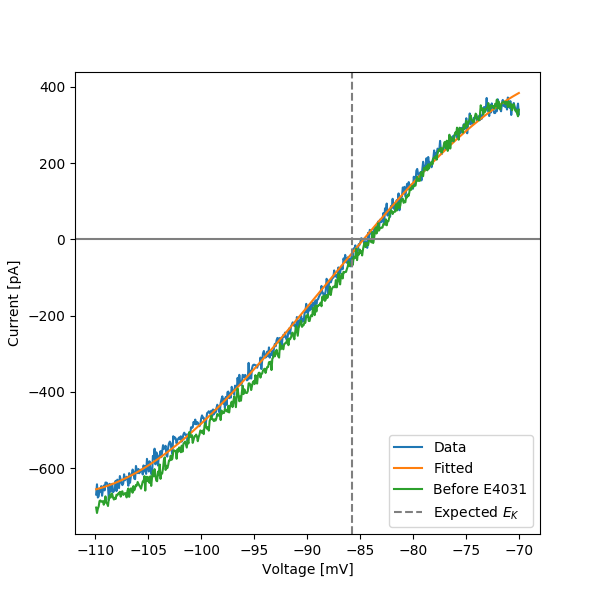 400
200
0
−200
−400
−600
Current [pA]
Data
Fitted
Before E4031
Expected E_K
−110 −105 −100 −95 −90 −85 −80 −75 −70
Voltage [mV]